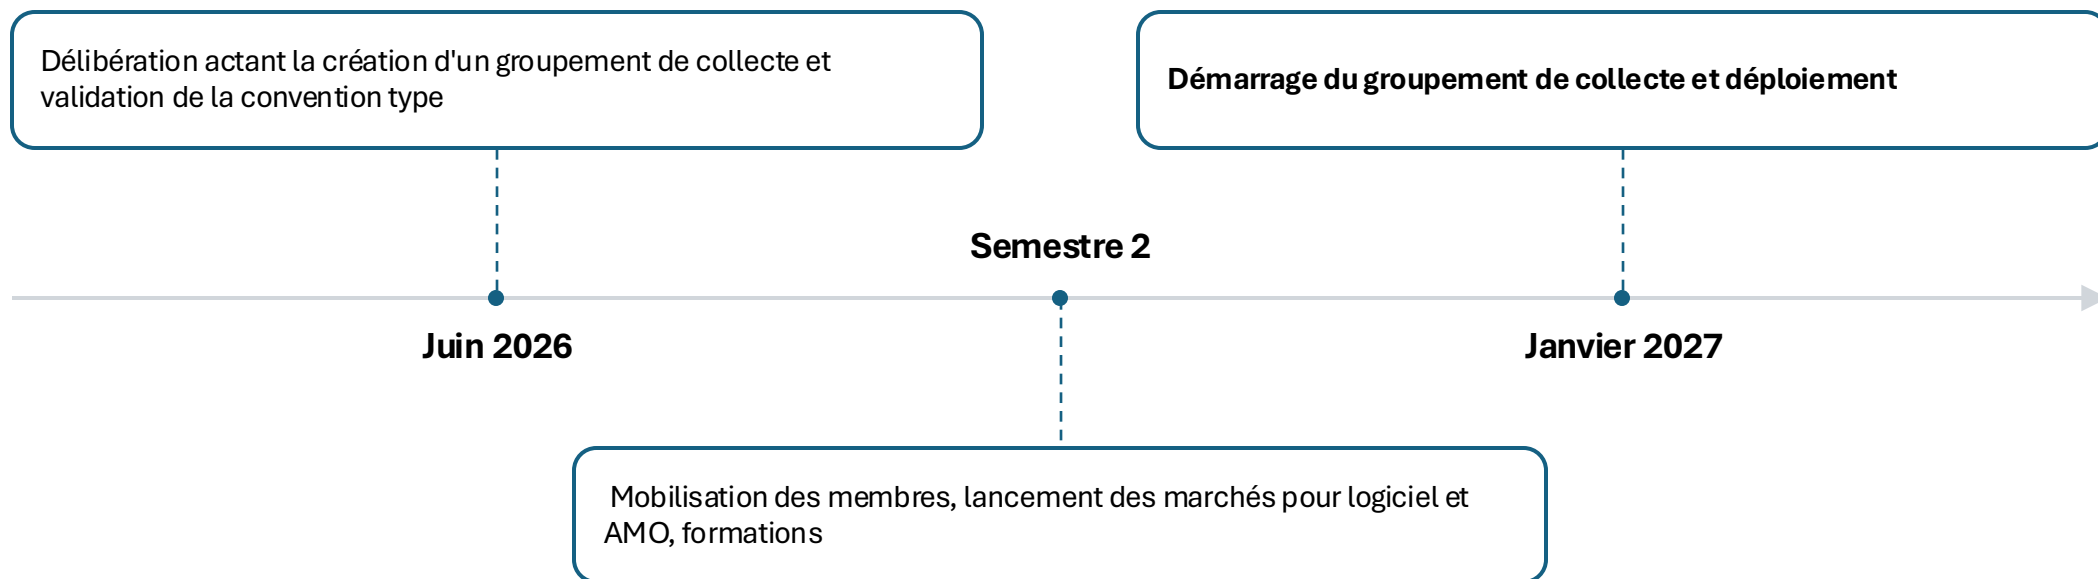 Délibération actant la création d'un groupement de collecte et
validation de la convention type
Démarrage du groupement de collecte et déploiement
Semestre 2
Juin 2026
Janvier 2027
Mobilisation des membres, lancement des marchés pour logiciel et
AMO, formations